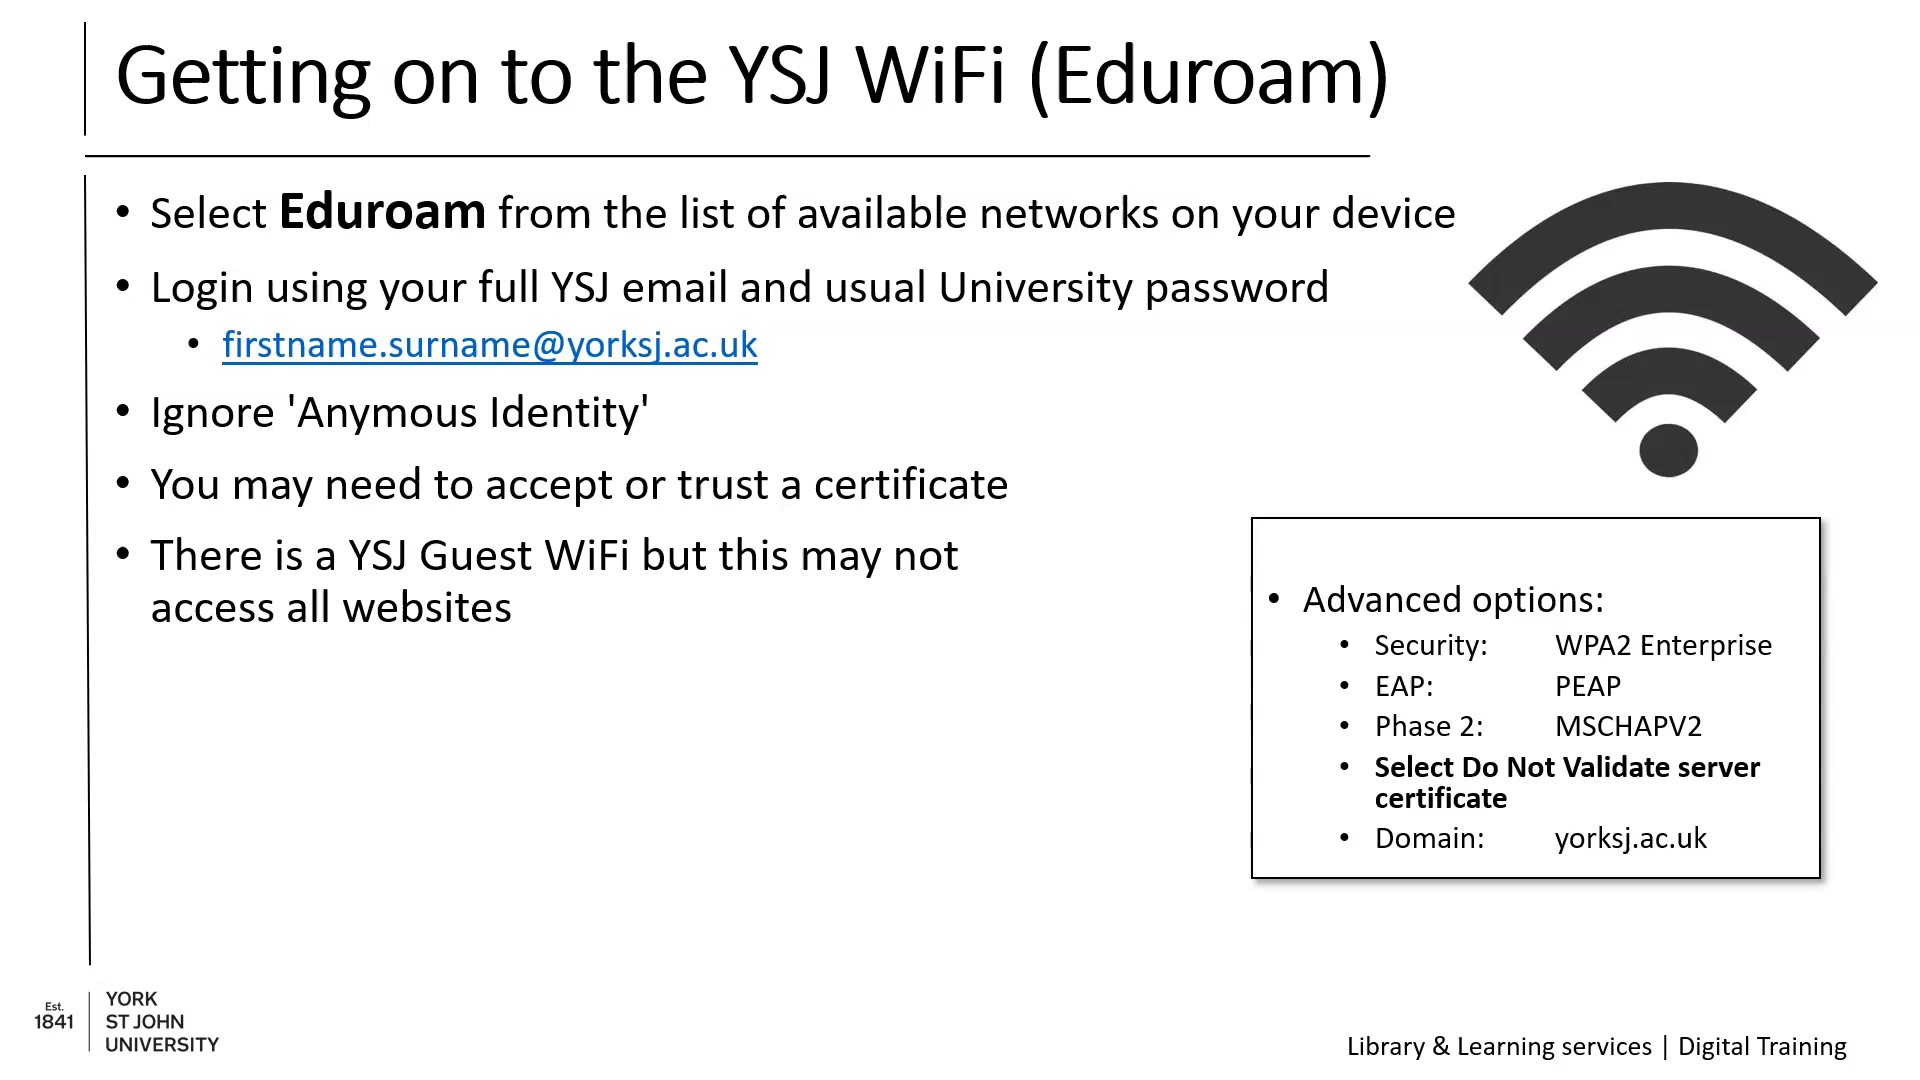 Getting on to the YSJ WiFi (Eduroam)
• Select Eduroam from the list of available networks on your device
• Login using your full YSJ email and usual University password
• firstname.surname@yorksj.ac.uk
• Ignore 'Anymous Identity'
• You may need to accept or trust a certificate
• There is a YSJ Guest WiFi but this may not
access all websites
• Advanced options:
• Security: WPA2 Enterprise
• EAP: PEAP
• Phase 2: MSCHAPV2
• Select Do Not Validate server
certificate
• Domain: yorksj.ac.uk
Est.
1841
YORK
ST JOHN
UNIVERSITY
Library & Learning services | Digital Training